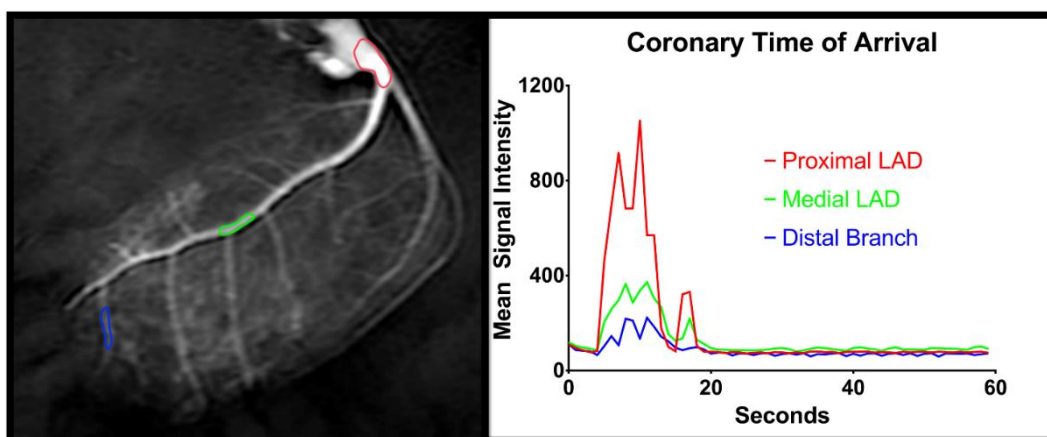 Coronary Time of Arrival
Mean Signal Intensity
1200
800
400
0
Proximal LAD
Medial LAD
Distal Branch
0
20
40
60
Seconds